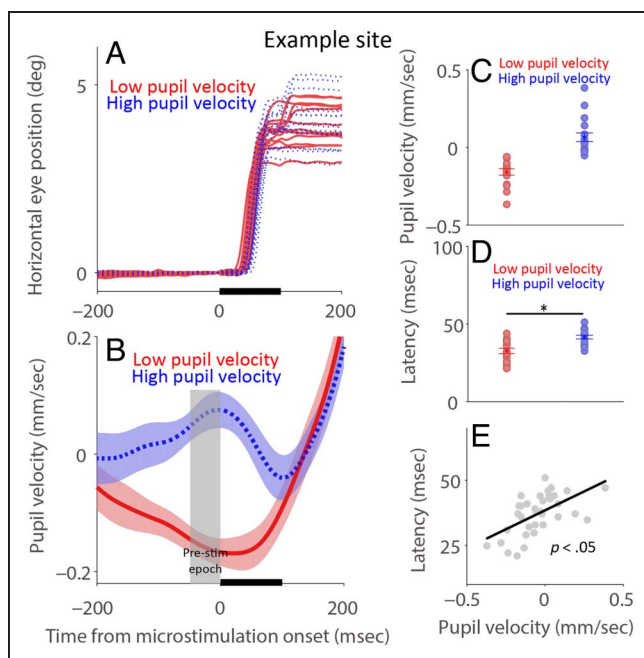 Example site
A
Low pupil velocity
High pupil velocity
Horizontal eye position (deg)
5
0
−200
0
200
B
Low pupil velocity
High pupil velocity
Pupil velocity (mm/sec)
0.2
0
−0.2
Pre-stim
epoch
−200
0
200
Time from microstimulation onset (msec)
C
Low pupil velocity
High pupil velocity
Pupil velocity (mm/sec)
0.5
0
−0.5
D
Low pupil velocity
High pupil velocity
*
Latency (msec)
100
50
0
E
Latency (msec)
50
25
p < .05
−0.5
0
0.5
Pupil velocity (mm/sec)